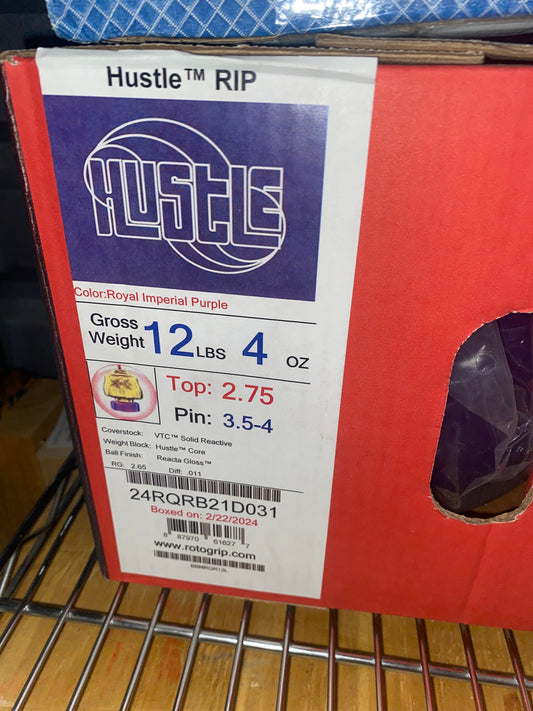 Hustle™ RIP
HUSTLE
Color:Royal Imperial Purple
Gross Weight 12 LBS 4 OZ
Top: 2.75
Pin: 3.5-4
Coverstock: VTC™ Solid Reactive
Weight Block: Hustle™ Core
Ball Finish: Reacta Gloss™
RG: 2.65 Diff: .011
24RQRB21D031
Boxed on: 2/22/2024
8 87970 61627 7
www.rotogrip.com
BBMRQR12L